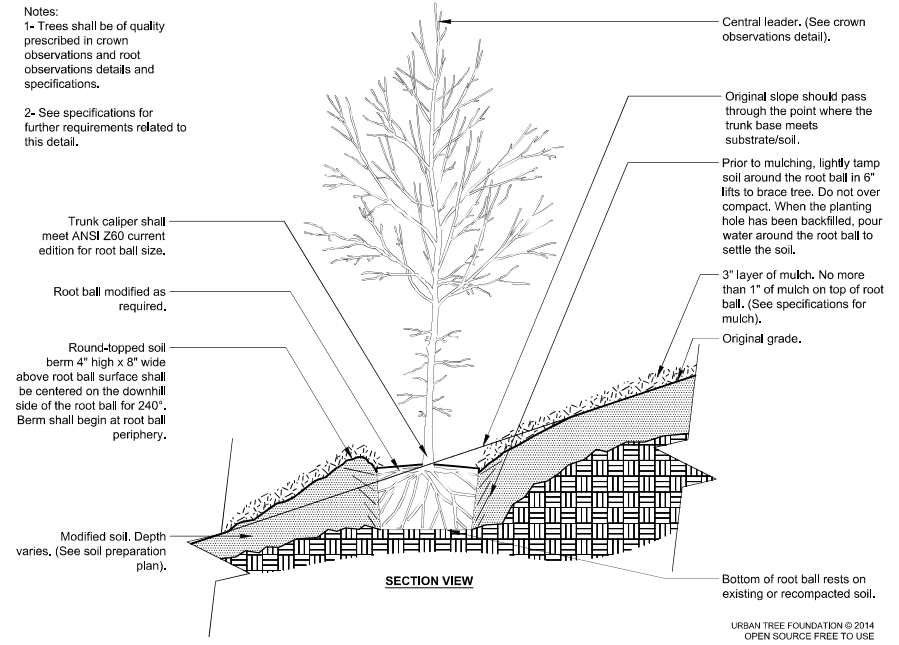 Notes:
1- Trees shall be of quality
prescribed in crown
observations and root
observations details and
specifications.
2- See specifications for
further requirements related to
this detail.
Trunk caliper shall
meet ANSI Z60 current
edition for root ball size.
Root ball modified as
required.
Round-topped soil
berm 4" high x 8" wide
above root ball surface shall
be centered on the downhill
side of the root ball for 240°.
Berm shall begin at root ball
periphery.
Modified soil. Depth
varies. (See soil preparation
plan).
Central leader. (See crown
observations detail).
Original slope should pass
through the point where the
trunk base meets
substrate/soil.
Prior to mulching, lightly tamp
soil around the root ball in 6"
lifts to brace tree. Do not over
compact. When the planting
hole has been backfilled, pour
water around the root ball to
settle the soil.
3" layer of mulch. No more
than 1" of mulch on top of root
ball. (See specifications for
mulch).
Original grade.
Bottom of root ball rests on
existing or recompacted soil.
SECTION VIEW
URBAN TREE FOUNDATION © 2014
OPEN SOURCE FREE TO USE